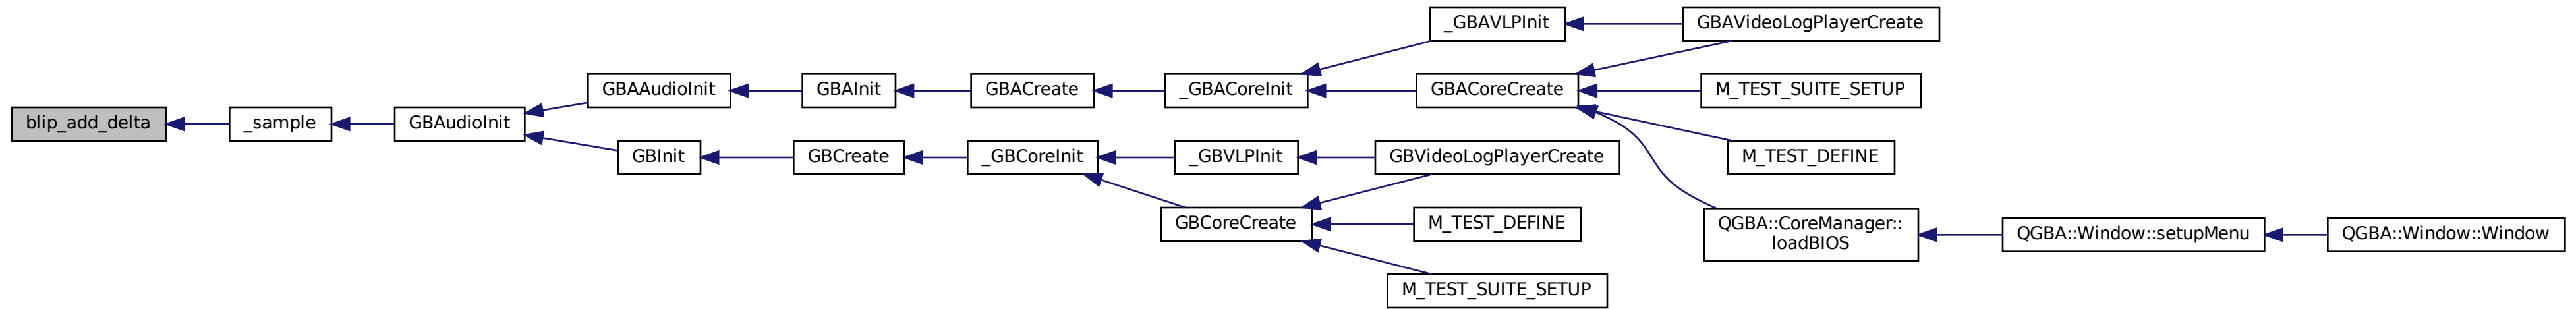 _GBAVLPInit
GBAVideoLogPlayerCreate
GBAAudioInit
GBAInit
GBACreate
_GBACoreInit
GBACoreCreate
M_TEST_SUITE_SETUP
blip_add_delta
_sample
GBAudioInit
GBInit
GBCreate
_GBCoreInit
_GBVLPInit
GBVideoLogPlayerCreate
M_TEST_DEFINE
GBCoreCreate
M_TEST_DEFINE
QGBA::CoreManager::
loadBIOS
QGBA::Window::setupMenu
QGBA::Window::Window
M_TEST_SUITE_SETUP